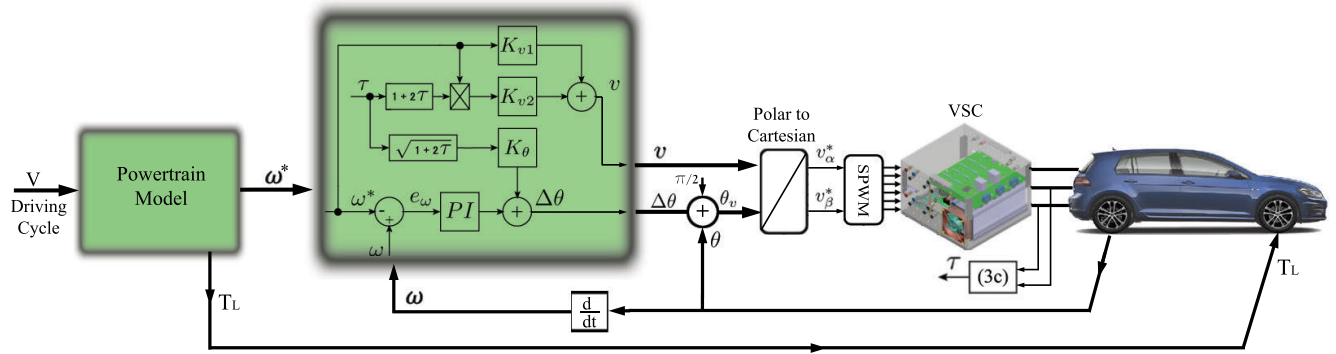 V
Driving
Cycle
Powertrain
Model
ω*
T_L
τ
1+2τ
√1+2τ
K_v1
K_v2
K_θ
+
v
ω*
-
+
e_ω
PI
+
Δθ
ω
v
Δθ
π/2
+
θ_v
θ
ω
d
dt
Polar to
Cartesian
v*_α
v*_β
SPWM
VSC
τ
(3c)
T_L